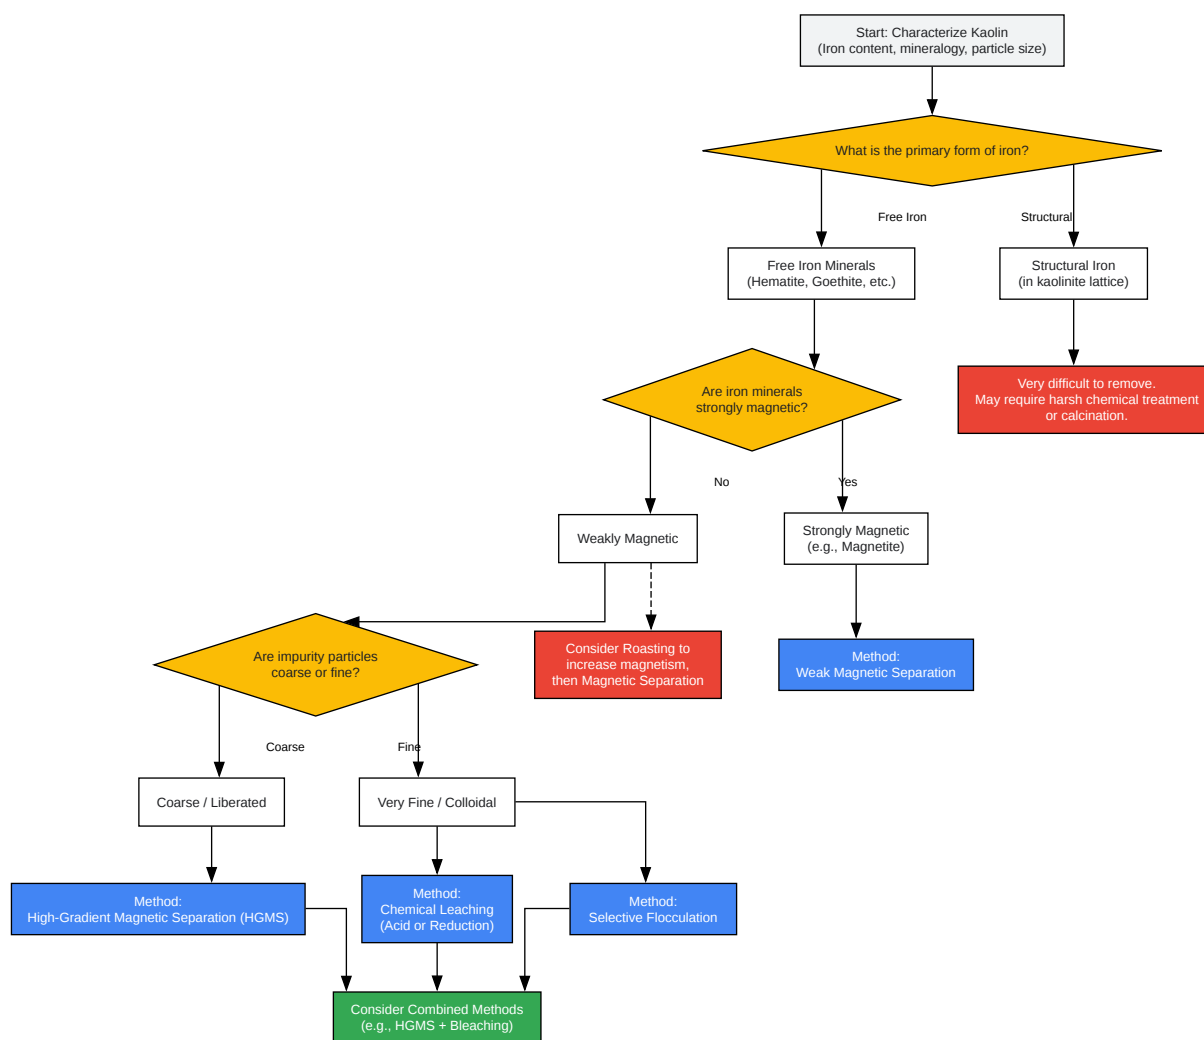 Start: Characterize Kaolin
(Iron content, mineralogy, particle size)
What is the primary form of iron?
Free Iron
Structural
Free Iron Minerals
(Hematite, Goethite, etc.)
Structural Iron
(in kaolinite lattice)
Are iron minerals
strongly magnetic?
Very difficult to remove.
May require harsh chemical treatment
or calcination.
No
Yes
Weakly Magnetic
Strongly Magnetic
(e.g., Magnetite)
Are impurity particles
coarse or fine?
Consider Roasting to
increase magnetism,
then Magnetic Separation
Method:
Weak Magnetic Separation
Coarse
Fine
Coarse / Liberated
Very Fine / Colloidal
Method:
High-Gradient Magnetic Separation (HGMS)
Method:
Chemical Leaching
(Acid or Reduction)
Method:
Selective Flocculation
Consider Combined Methods
(e.g., HGMS + Bleaching)